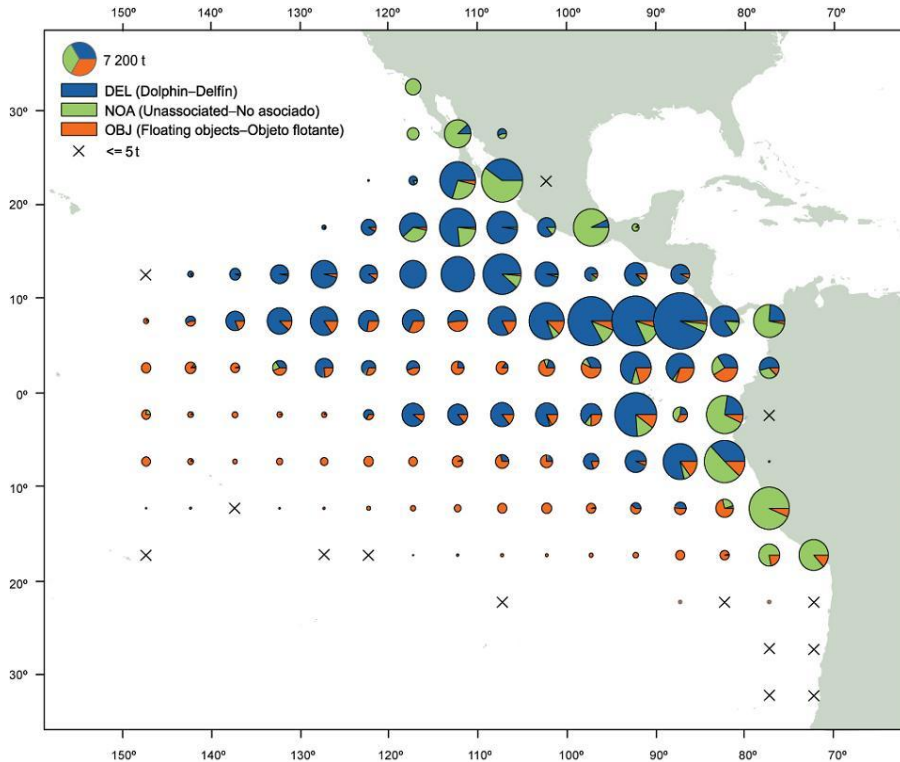 150º 140º 130º 120º 110º 100º 90º 80º 70º
7 200 t
DEL (Dolphin–Delfín)
NOA (Unassociated–No asociado)
OBJ (Floating objects–Objeto flotante)
<= 5 t
30º
20º
10º
0º
10º
20º
30º
150º 140º 130º 120º 110º 100º 90º 80º 70º